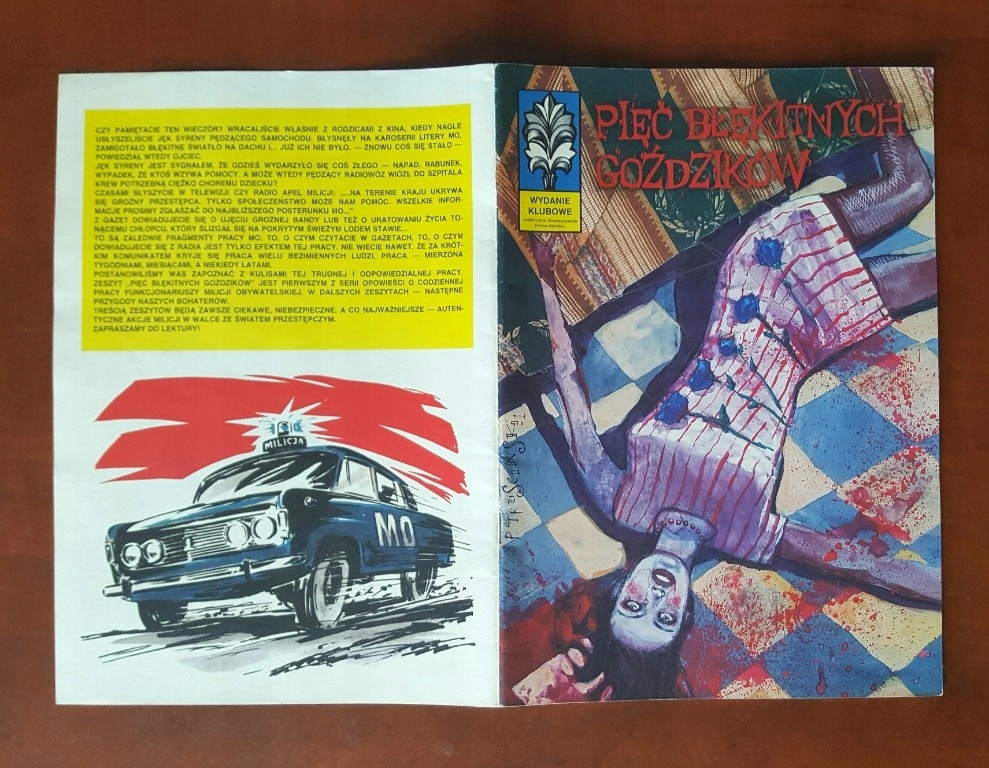 CZY PAMIĘTACIE TEN WIECZÓR? WRACALIŚCIE WŁAŚNIE Z RODZICAMI Z KINA, KIEDY NAGLE
USŁYSZELIŚCIE JĘK SYRENY PĘDZĄCEGO SAMOCHODU. BŁYSNĘŁY NA KAROSERII LITERY MO,
ZAMIGOTAŁO BŁĘKITNE ŚWIATŁO NA DACHU I... JUŻ ICH NIE BYŁO. — ZNOWU COŚ SIĘ STAŁO —
POWIEDZIAŁ WTEDY OJCIEC.
JĘK SYRENY JEST SYGNAŁEM, ŻE GDZIEŚ WYDARZYŁO SIĘ COŚ ZŁEGO — NAPAD, RABUNEK,
WYPADEK, ŻE KTOŚ WZYWA POMOCY. A MOŻE WTEDY PĘDZĄCY RADIOWÓZ WIÓZŁ DO SZPITALA
KREW POTRZEBNĄ CIĘŻKO CHOREMU DZIECKU?
CZASAMI SŁYSZYCIE W TELEWIZJI CZY RADIO APEL MILICJI: „...NA TERENIE KRAJU UKRYWA
SIĘ GROŹNY PRZESTĘPCA. TYLKO SPOŁECZEŃSTWO MOŻE NAM POMÓC. WSZELKIE INFOR-
MACJE PROSIMY ZGŁASZAĆ DO NAJBLIŻSZEGO POSTERUNKU MO..."
Z GAZET DOWIADUJECIE SIĘ O UJĘCIU GROŹNEJ BANDY LUB TEŻ O URATOWANIU ŻYCIA TO-
NĄCEMU CHŁOPCU, KTÓRY ŚLIZGAŁ SIĘ NA POKRYTYM ŚWIEŻYM LODEM STAWIE...
TO SĄ ZALEDWIE FRAGMENTY PRACY MO. TO, O CZYM CZYTACIE W GAZETACH, TO, O CZYM
DOWIADUJECIE SIĘ Z RADIA JEST TYLKO EFEKTEM TEJ PRACY. NIE WIECIE NAWET, ŻE ZA KRÓT-
KIM KOMUNIKATEM KRYJE SIĘ PRACA WIELU BEZIMIENNYCH LUDZI, PRACA — MIERZONA
TYGODNIAMI, MIESIĄCAMI, A NIEKIEDY LATAMI.
POSTANOWILIŚMY WAS ZAPOZNAĆ Z KULISAMI TEJ TRUDNEJ I ODPOWIEDZIALNEJ PRACY.
ZESZYT „PIĘĆ BŁĘKITNYCH GOŹDZIKÓW" JEST PIERWSZYM Z SERII OPOWIEŚCI O CODZIENNEJ
PRACY FUNKCJONARIUSZY MILICJI OBYWATELSKIEJ. W DALSZYCH ZESZYTACH — NASTĘPNE
PRZYGODY NASZYCH BOHATERÓW.
TREŚCIĄ ZESZYTÓW BĘDĄ ZAWSZE CIEKAWE, NIEBEZPIECZNE, A CO NAJWAŻNIEJSZE — AUTEN-
TYCZNE AKCJE MILICJI W WALCE ZE ŚWIATEM PRZESTĘPCZYM.
ZAPRASZAMY DO LEKTURY!
MILICJA
MO
PIĘĆ BŁĘKITNYCH
GOŹDZIKÓW
WYDANIE
KLUBOWE